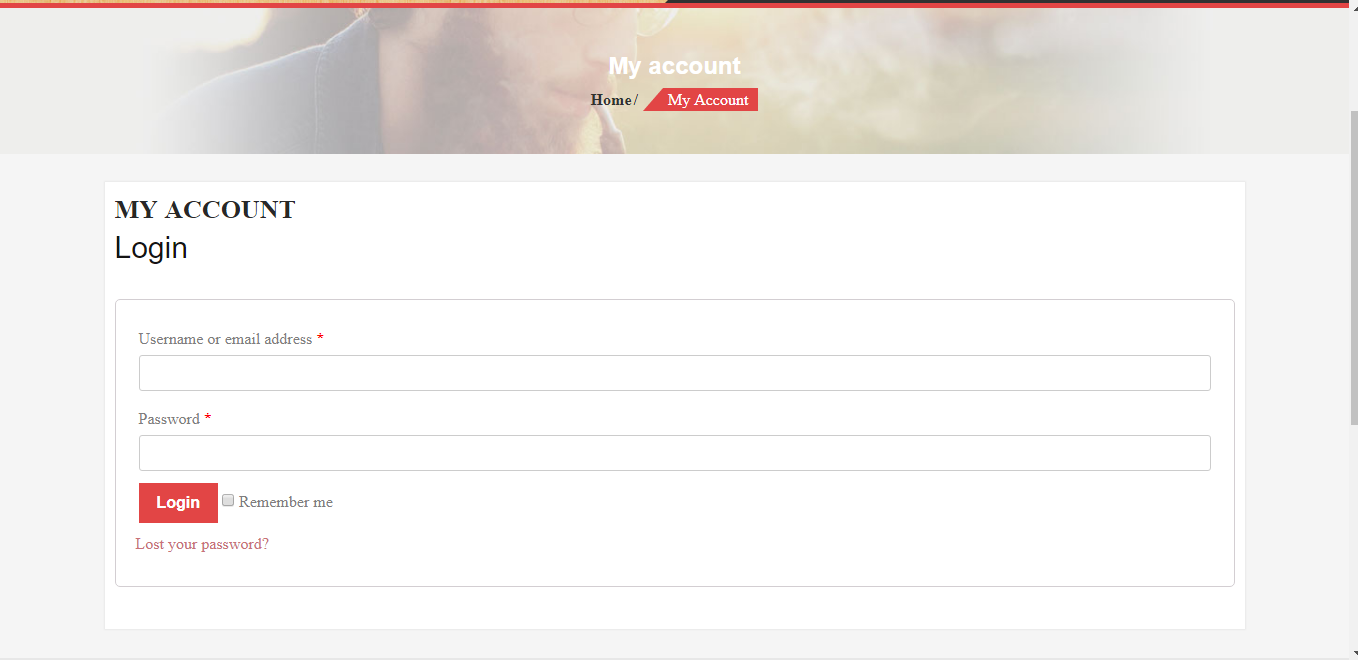 My account
Home/ My Account
MY ACCOUNT
Login
Username or email address *
Password *
Login Remember me
Lost your password?